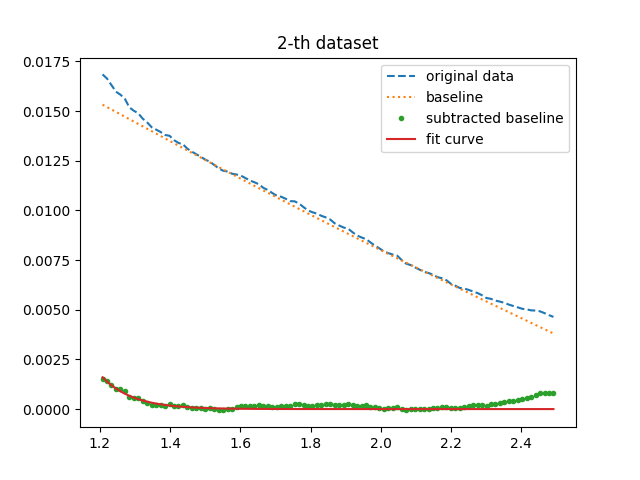 2-th dataset
original data
baseline
subtracted baseline
fit curve
0.0175
0.0150
0.0125
0.0100
0.0075
0.0050
0.0025
0.0000
1.2 1.4 1.6 1.8 2.0 2.2 2.4